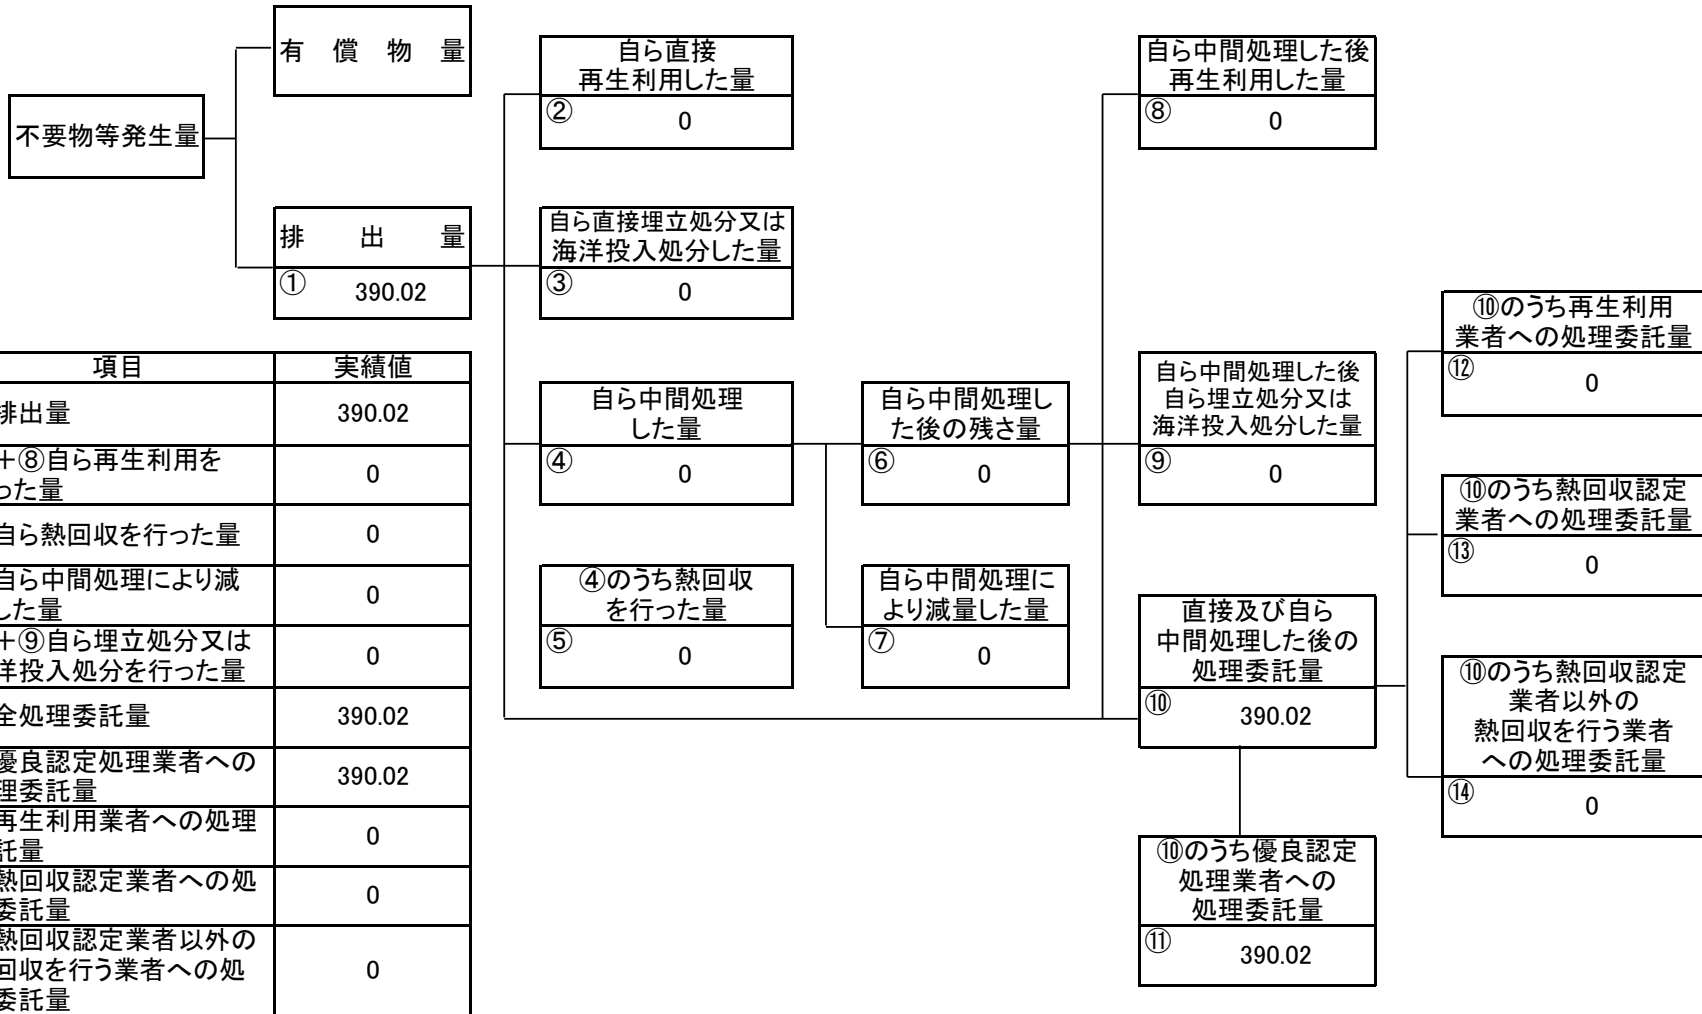 有償物量
不要物等発生量
排出量
①
390.02
自ら直接
再生利用した量
②
0
自ら直接埋立処分又は
海洋投入処分した量
③
0
自ら中間処理
した量
④
0
④のうち熱回収
を行った量
⑤
0
自ら中間処理し
た後の残さ量
⑥
0
自ら中間処理に
より減量した量
⑦
0
自ら中間処理した後
再生利用した量
⑧
0
自ら中間処理した後
自ら埋立処分又は
海洋投入処分した量
⑨
0
直接及び自ら
中間処理した後の
処理委託量
⑩
390.02
⑩のうち優良認定
処理業者への
処理委託量
⑪
390.02
⑩のうち再生利用
業者への処理委託量
⑫
0
⑩のうち熱回収認定
業者への処理委託量
⑬
0
⑩のうち熱回収認定
業者以外の
熱回収を行う業者
への処理委託量
⑭
0
項目
実績値
排出量
390.02
＋⑧自ら再生利用を
った量
0
自ら熱回収を行った量
0
自ら中間処理により減
した量
0
＋⑨自ら埋立処分又は
洋投入処分を行った量
0
全処理委託量
390.02
優良認定処理業者への
理委託量
390.02
再生利用業者への処理
託量
0
熱回収認定業者への処
委託量
0
熱回収認定業者以外の
回収を行う業者への処
委託量
0